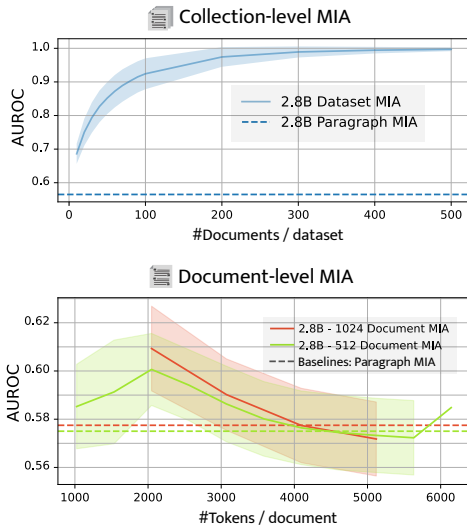 Collection-level MIA
1.0
0.9
0.8
0.7
0.6
AUROC
2.8B Dataset MIA
2.8B Paragraph MIA
0 100 200 300 400 500
#Documents / dataset
Document-level MIA
0.62
0.60
0.58
0.56
AUROC
2,8B - 1024 Document MIA
2,8B - 512 Document MIA
Baselines: Paragraph MIA
1000 2000 3000 4000 5000 6000
#Tokens / document